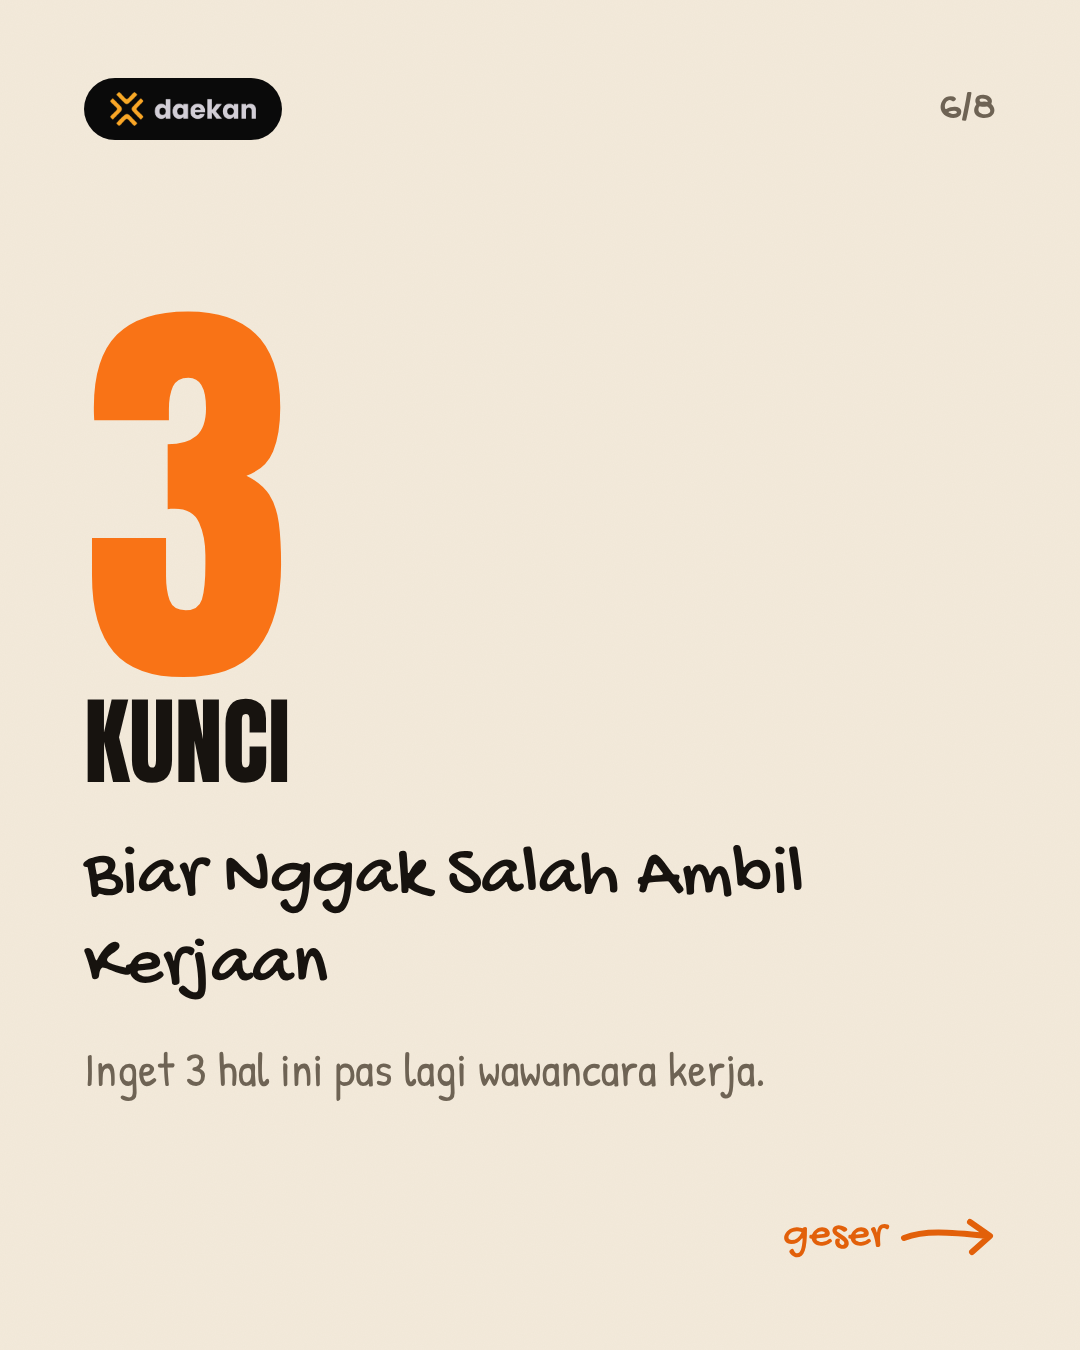 daekan
6/8
3
KUNCI
Biar Nggak Salah Ambil
Kerjaan
Inget 3 hal ini pas lagi wawancara kerja.
geser